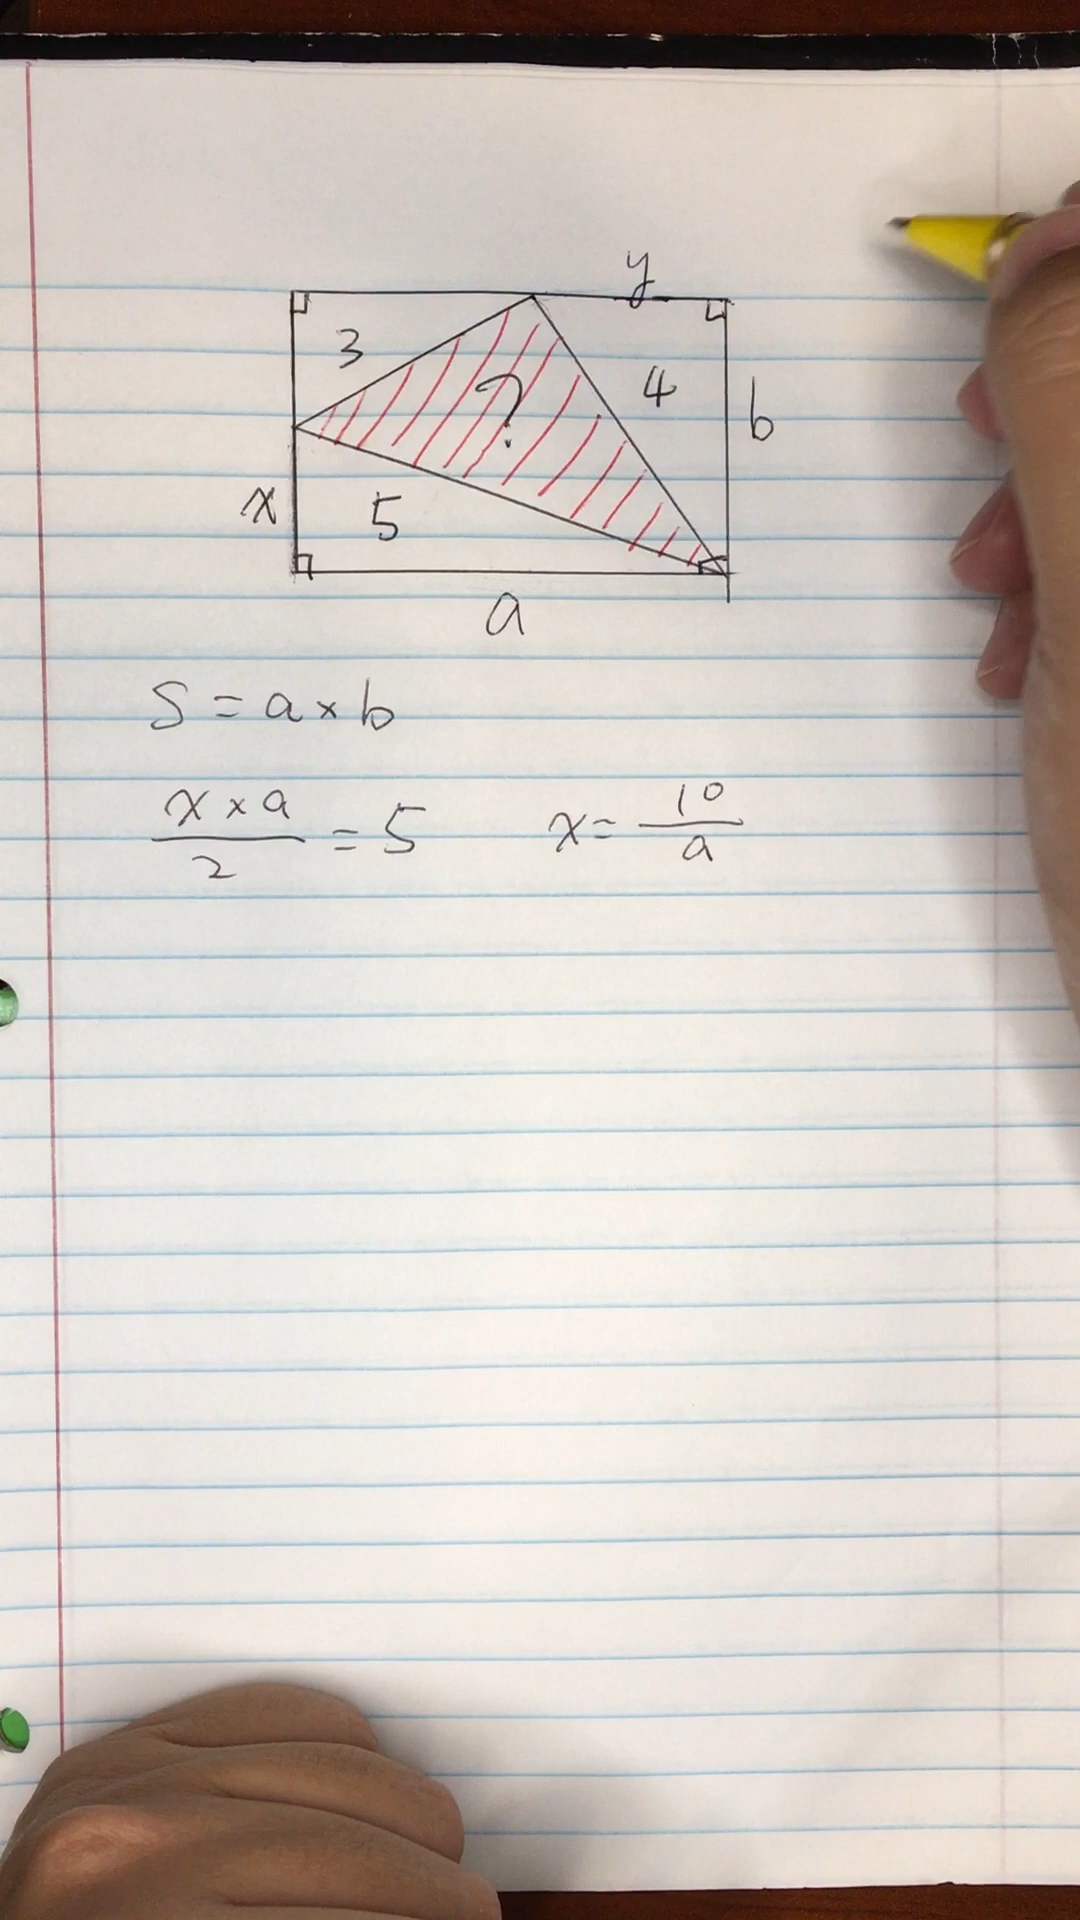 y
3
?
4
b
x
5
a
S = a × b
x × a / 2 = 5
x = 10 / a